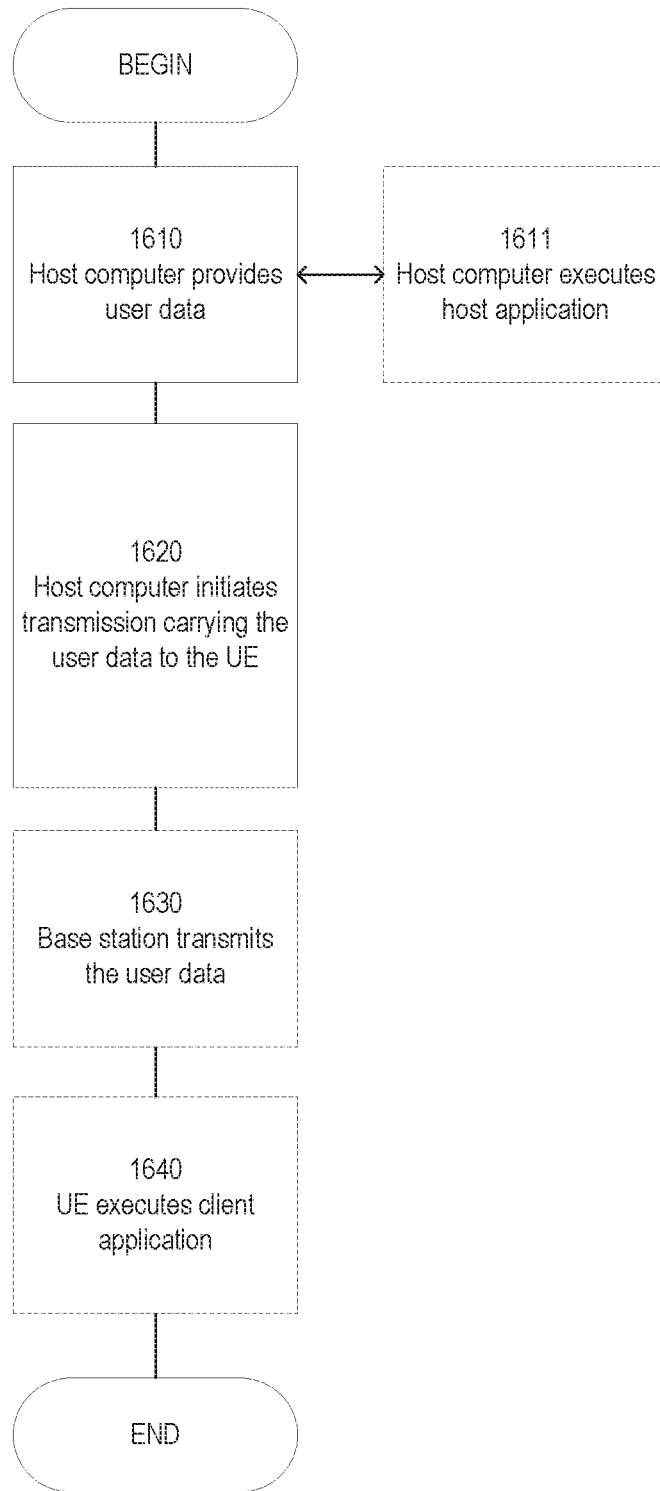 BEGIN
1610
Host computer provides
user data
1611
Host computer executes
host application
1620
Host computer initiates
transmission carrying the
user data to the UE
1630
Base station transmits
the user data
1640
UE executes client
application
END